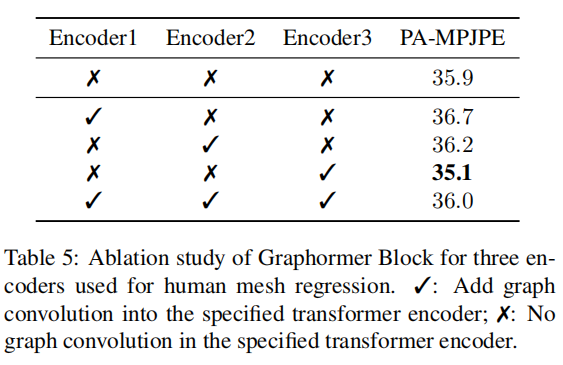 Encoder1 Encoder2 Encoder3 PA-MPJPE
✗ ✗ ✗ 35.9
✓ ✗ ✗ 36.7
✗ ✓ ✗ 36.2
✗ ✗ ✓ 35.1
✓ ✓ ✓ 36.0
Table 5: Ablation study of Graphormer Block for three en-
coders used for human mesh regression. ✓: Add graph
convolution into the specified transformer encoder; ✗: No
graph convolution in the specified transformer encoder.